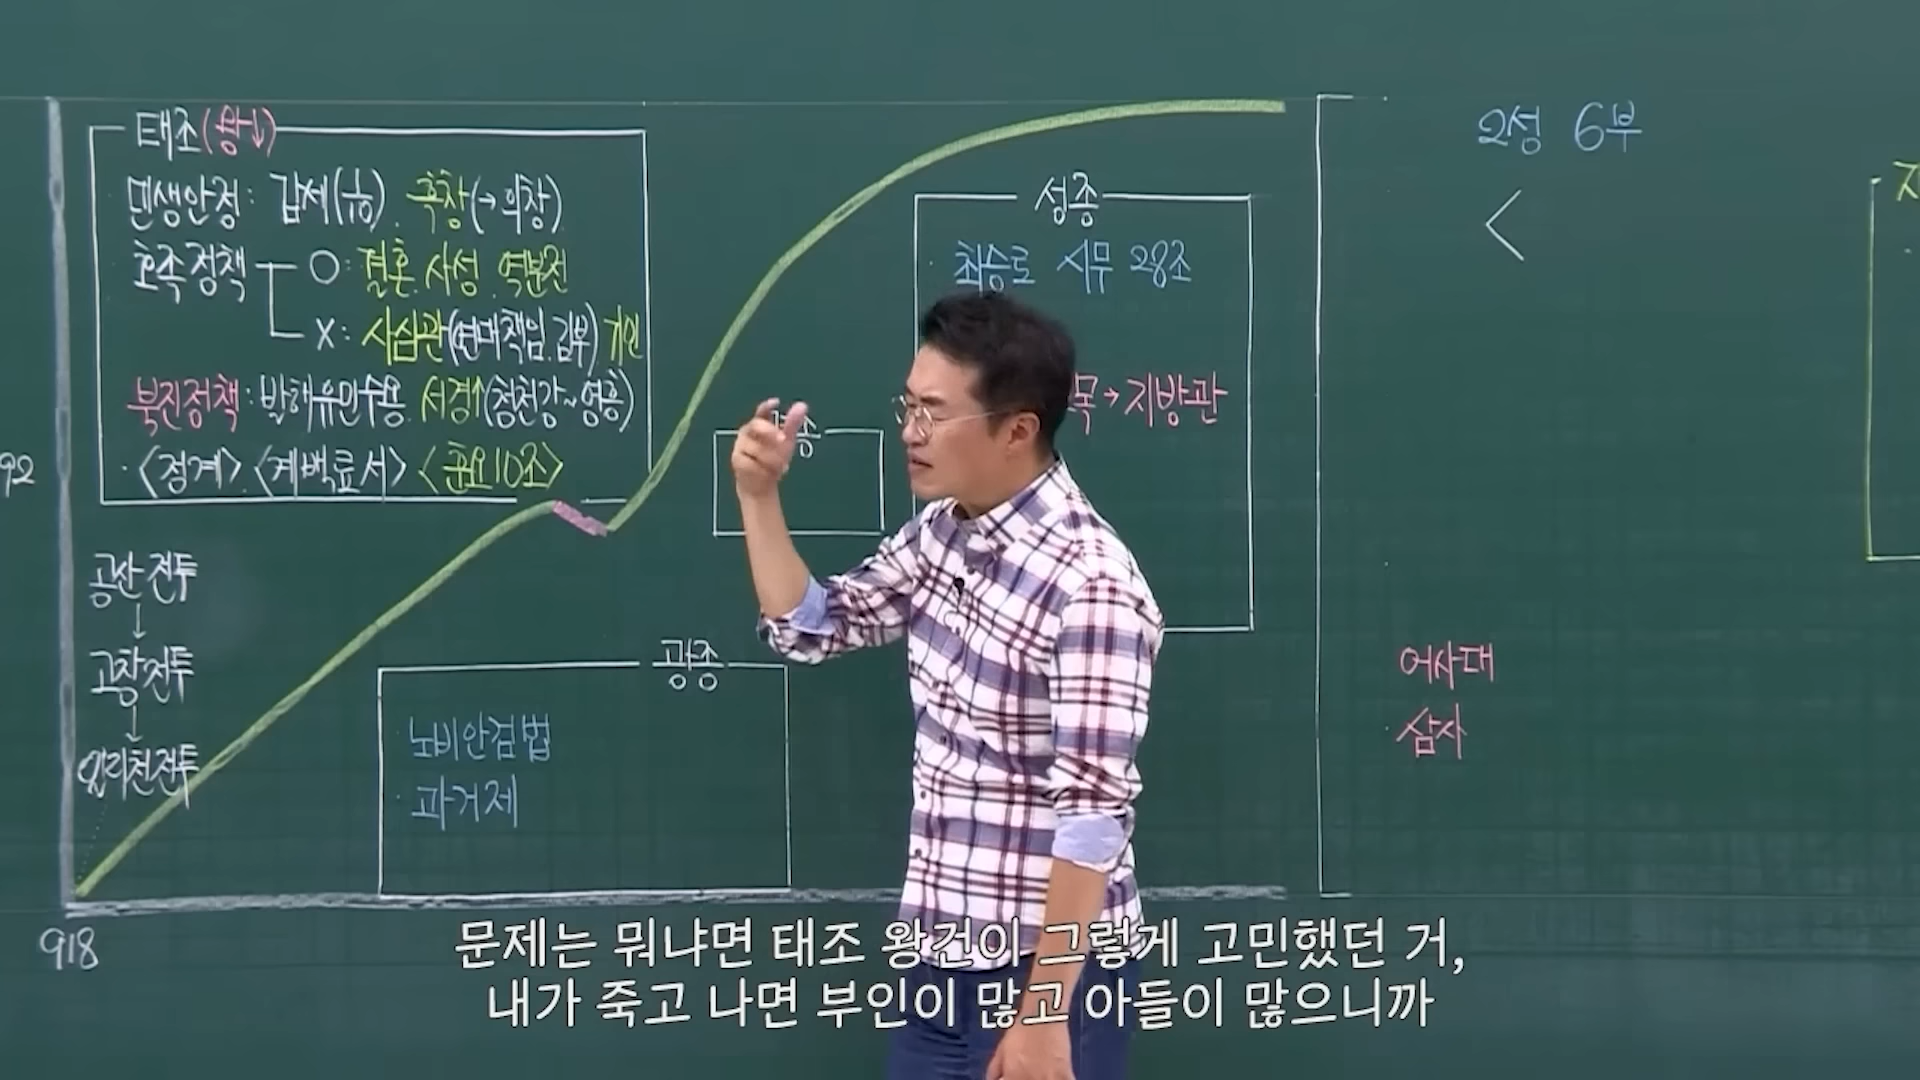 태조(왕↓)
민생안정: 감세(1/10). 흑창(→의창)
호족정책 O: 결혼. 사성. 역분전
X: 사심관(연대책임. 김부) 기인
북진정책: 발해유민수용. 서경↑(청천강~영흥)
·<정계>.<계백료서><훈요10조>
92
공산전투
↓
고창전투
↓
일리천전투
918
종
광종
노비안검법
·과거제
성종
·최승로 시무 28조
목→지방관
2성 6부
<
어사대
·삼사
지
문제는 뭐냐면 태조 왕건이 그렇게 고민했던 거,
내가 죽고 나면 부인이 많고 아들이 많으니까